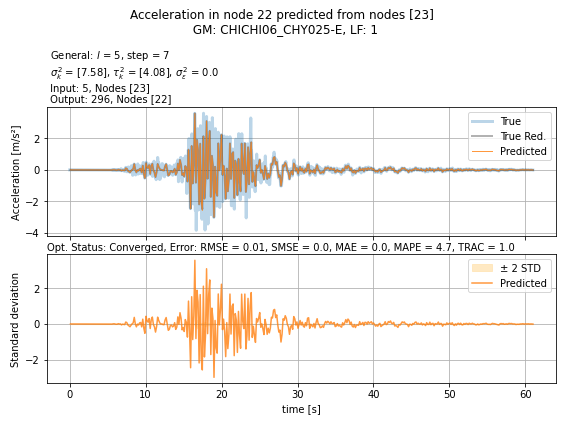 Acceleration in node 22 predicted from nodes [23]
GM: CHICHI06_CHY025-E, LF: 1
General: l = 5, step = 7
σ²ₖ = [7.58], τ²ₖ = [4.08], σ²ε = 0.0
Input: 5, Nodes [23]
Output: 296, Nodes [22]
Acceleration [m/s²]
2
0
−2
−4
True
True Red.
Predicted
Opt. Status: Converged, Error: RMSE = 0.01, SMSE = 0.0, MAE = 0.0, MAPE = 4.7, TRAC = 1.0
Standard deviation
2
0
−2
± 2 STD
Predicted
0 10 20 30 40 50 60
time [s]